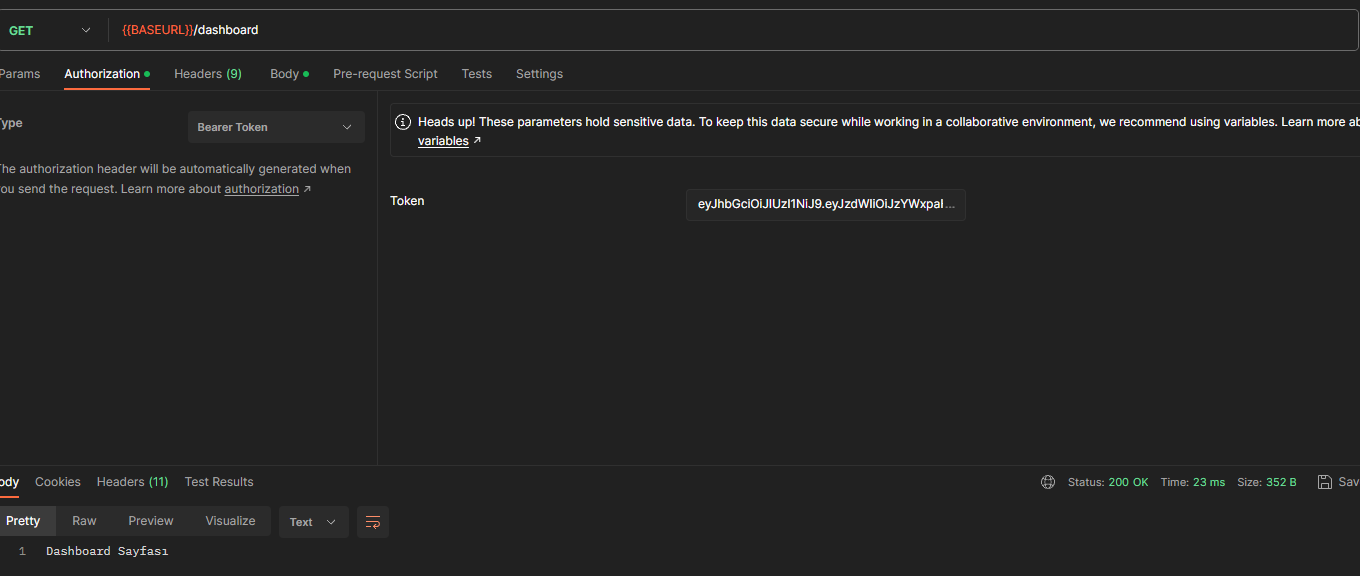 GET {{BASEURL}}/dashboard
Params Authorization Headers (9) Body Pre-request Script Tests Settings
Type Bearer Token
The authorization header will be automatically generated when
you send the request. Learn more about authorization ↗
Heads up! These parameters hold sensitive data. To keep this data secure while working in a collaborative environment, we recommend using variables. Learn more ab
variables ↗
Token eyJhbGciOiJIUzI1NiJ9.eyJzdWIiOiJzYWxpaI...
ody Cookies Headers (11) Test Results Status: 200 OK Time: 23 ms Size: 352 B Sav
Pretty Raw Preview Visualize Text
1 Dashboard Sayfası